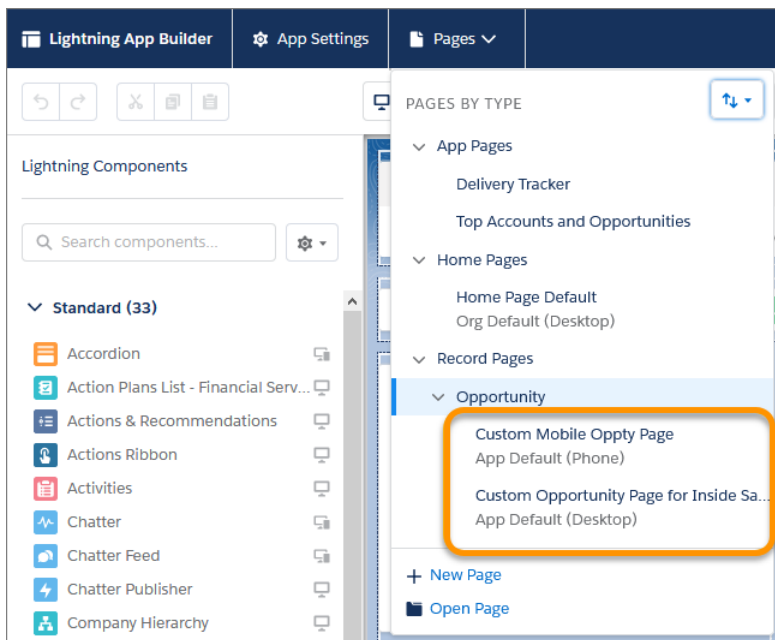 Lightning App Builder
App Settings
Pages
Lightning Components
Search components...
Standard (33)
Accordion
Action Plans List - Financial Serv...
Actions & Recommendations
Actions Ribbon
Activities
Chatter
Chatter Feed
Chatter Publisher
Company Hierarchy
PAGES BY TYPE
App Pages
Delivery Tracker
Top Accounts and Opportunities
Home Pages
Home Page Default
Org Default (Desktop)
Record Pages
Opportunity
Custom Mobile Oppty Page
App Default (Phone)
Custom Opportunity Page for Inside Sa...
App Default (Desktop)
New Page
Open Page